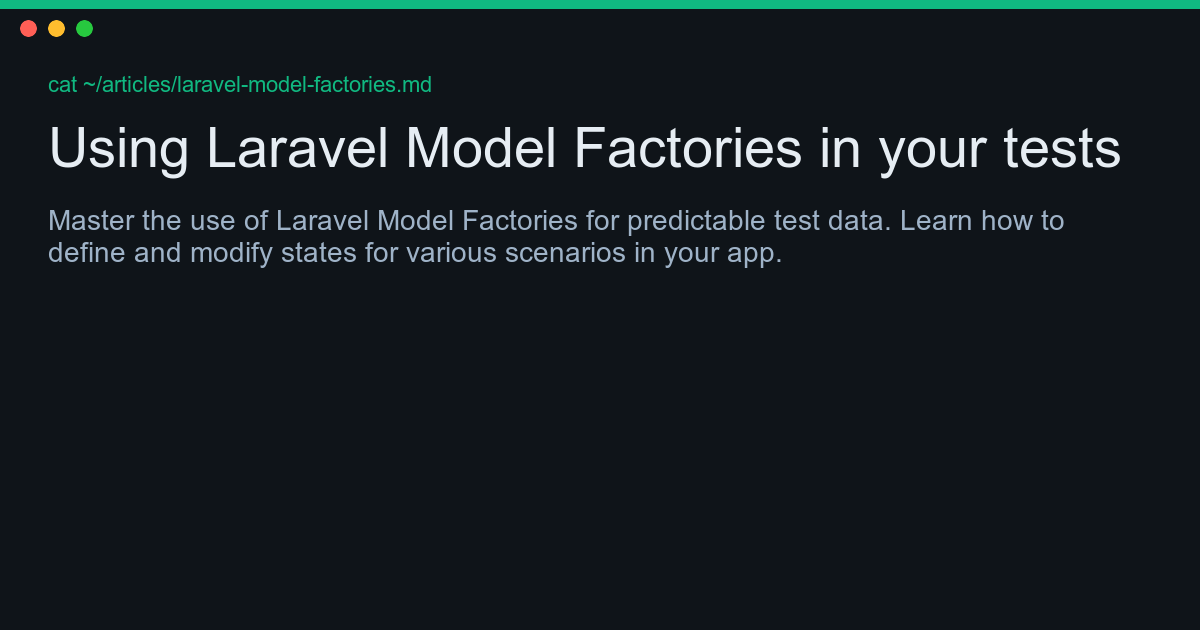 cat ~/articles/laravel-model-factories.md
Using Laravel Model Factories in your tests
Master the use of Laravel Model Factories for predictable test data. Learn how to
define and modify states for various scenarios in your app.